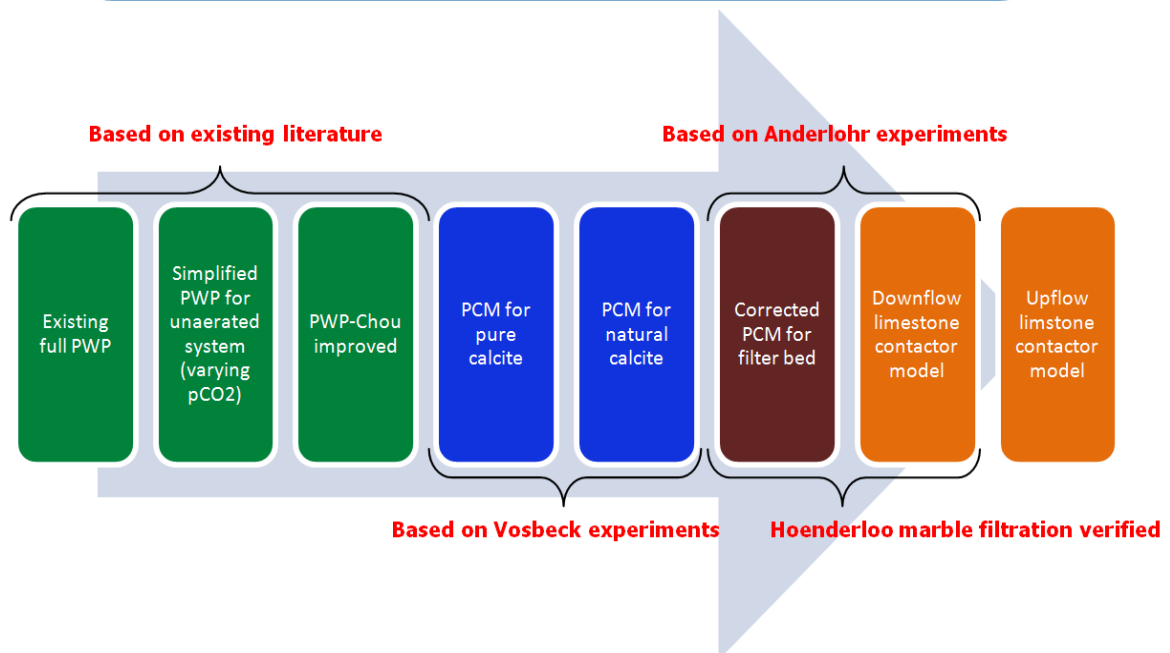 Based on existing literature
Based on Anderlohr experiments
Existing
full PWP
Simplified
PWP for
unaerated
system
(varying
pCO2)
PWP-Chou
improved
PCM for
pure
calcite
PCM for
natural
calcite
Corrected
PCM for
filter bed
Downflow
limestone
contactor
model
Upflow
limstone
contactor
model
Based on Vosbeck experiments
Hoenderloo marble filtration verified